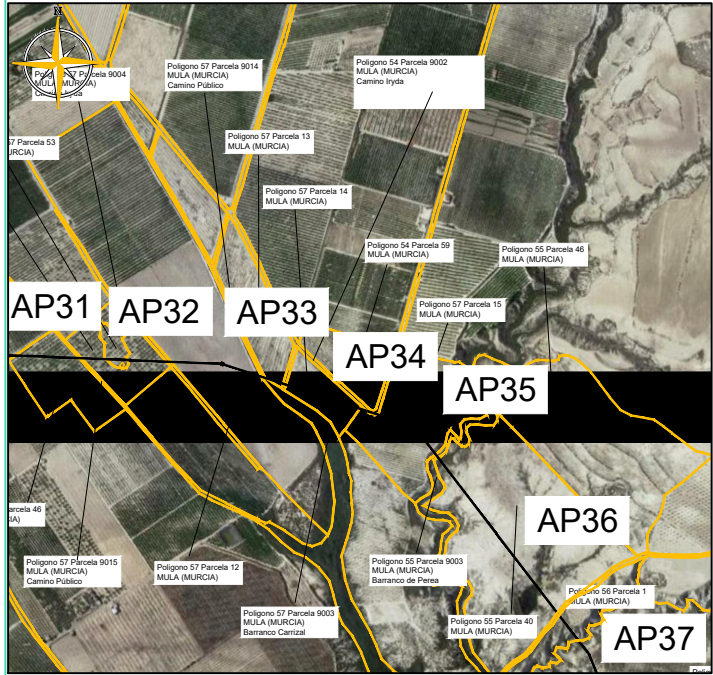 N
Poligono 57 Parcela 9004
MULA (MURCIA)
Camino Iryda
Poligono 57 Parcela 9014
MULA (MURCIA)
Camino Público
Poligono 54 Parcela 9002
MULA (MURCIA)
Camino Iryda
57 Parcela 53
URCIA)
Poligono 57 Parcela 13
MULA (MURCIA)
Poligono 57 Parcela 14
MULA (MURCIA)
Poligono 54 Parcela 59
MULA (MURCIA)
Poligono 55 Parcela 46
MULA (MURCIA)
Poligono 57 Parcela 15
MULA (MURCIA)
AP31
AP32
AP33
AP34
AP35
AP36
AP37
arcela 46
CIA)
Poligono 57 Parcela 9015
MULA (MURCIA)
Camino Público
Poligono 57 Parcela 12
MULA (MURCIA)
Poligono 57 Parcela 9003
MULA (MURCIA)
Barranco Carrizal
Poligono 55 Parcela 9003
MULA (MURCIA)
Barranco de Perea
Poligono 55 Parcela 40
MULA (MURCIA)
Poligono 56 Parcela 1
MULA (MURCIA)